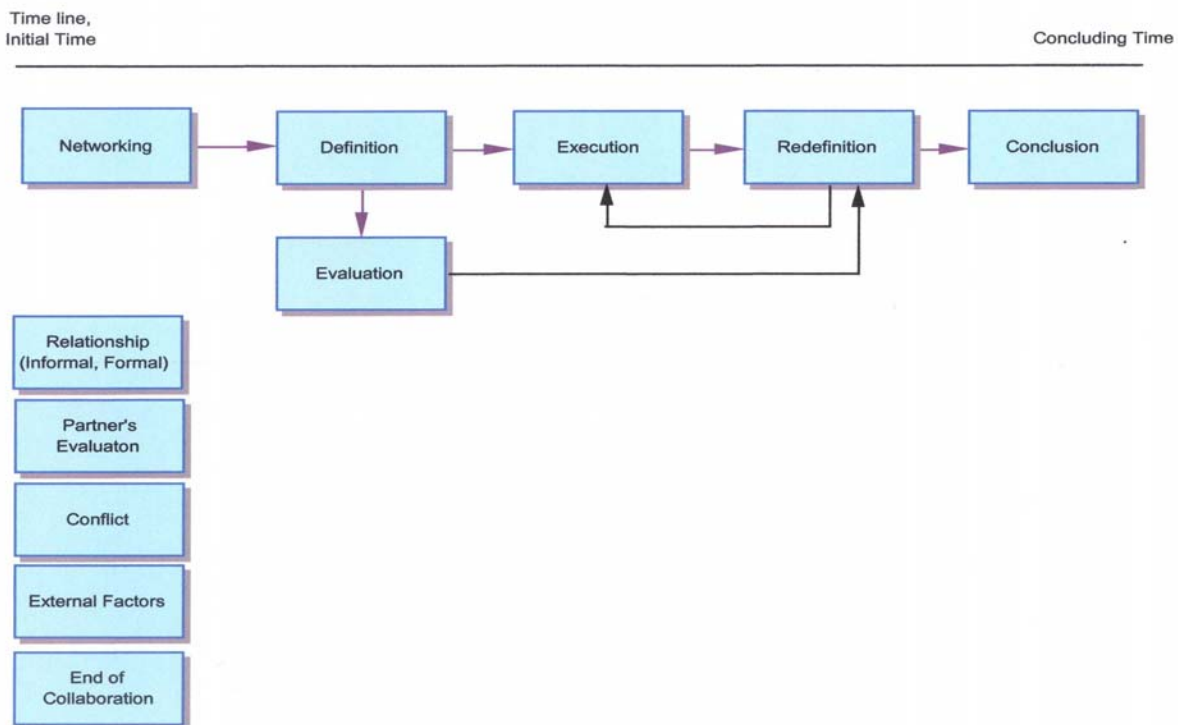 Time line,
Initial Time
Concluding Time
Networking
Definition
Execution
Redefinition
Conclusion
Evaluation
Relationship
(Informal, Formal)
Partner's
Evaluaton
Conflict
External Factors
End of
Collaboration